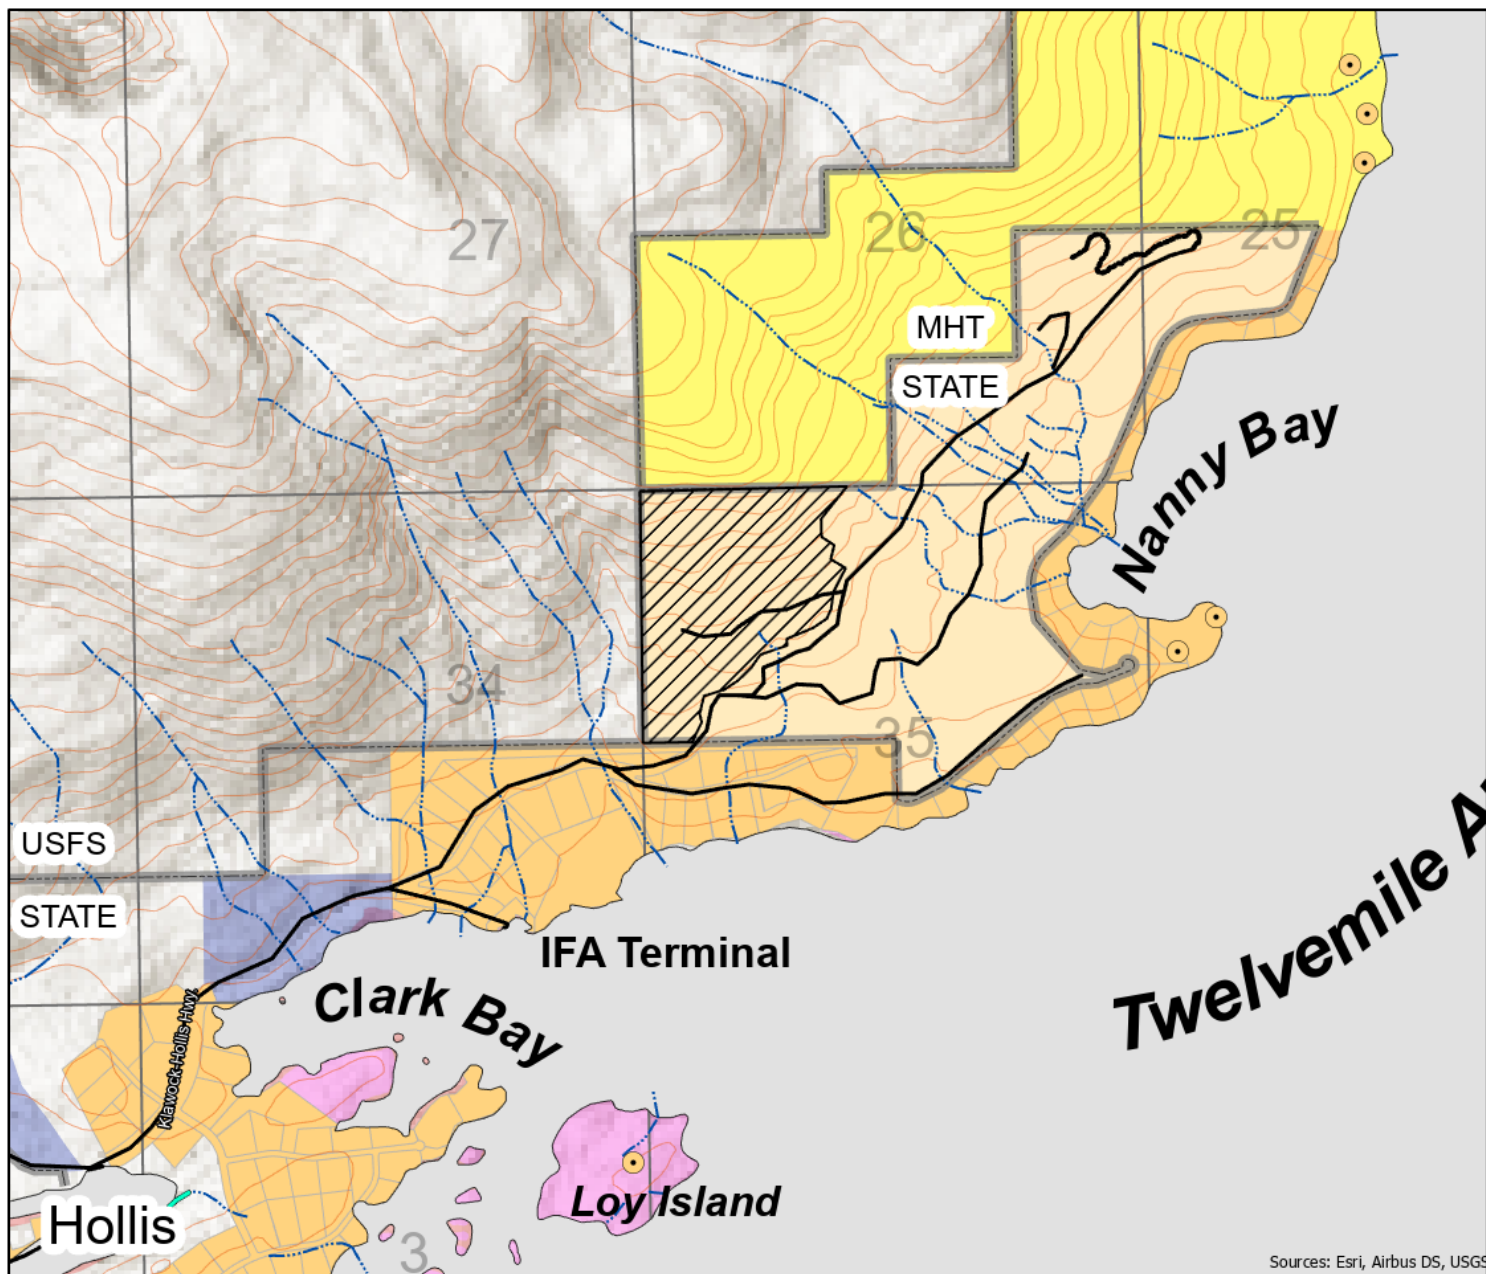 27
26
25
MHT
STATE
Nanny Bay
34
35
USFS
STATE
IFA Terminal
Clark Bay
Twelvemile
Klawock-Hollis Hwy.
Loy Island
Hollis
3
Sources: Esri, Airbus DS, USGS